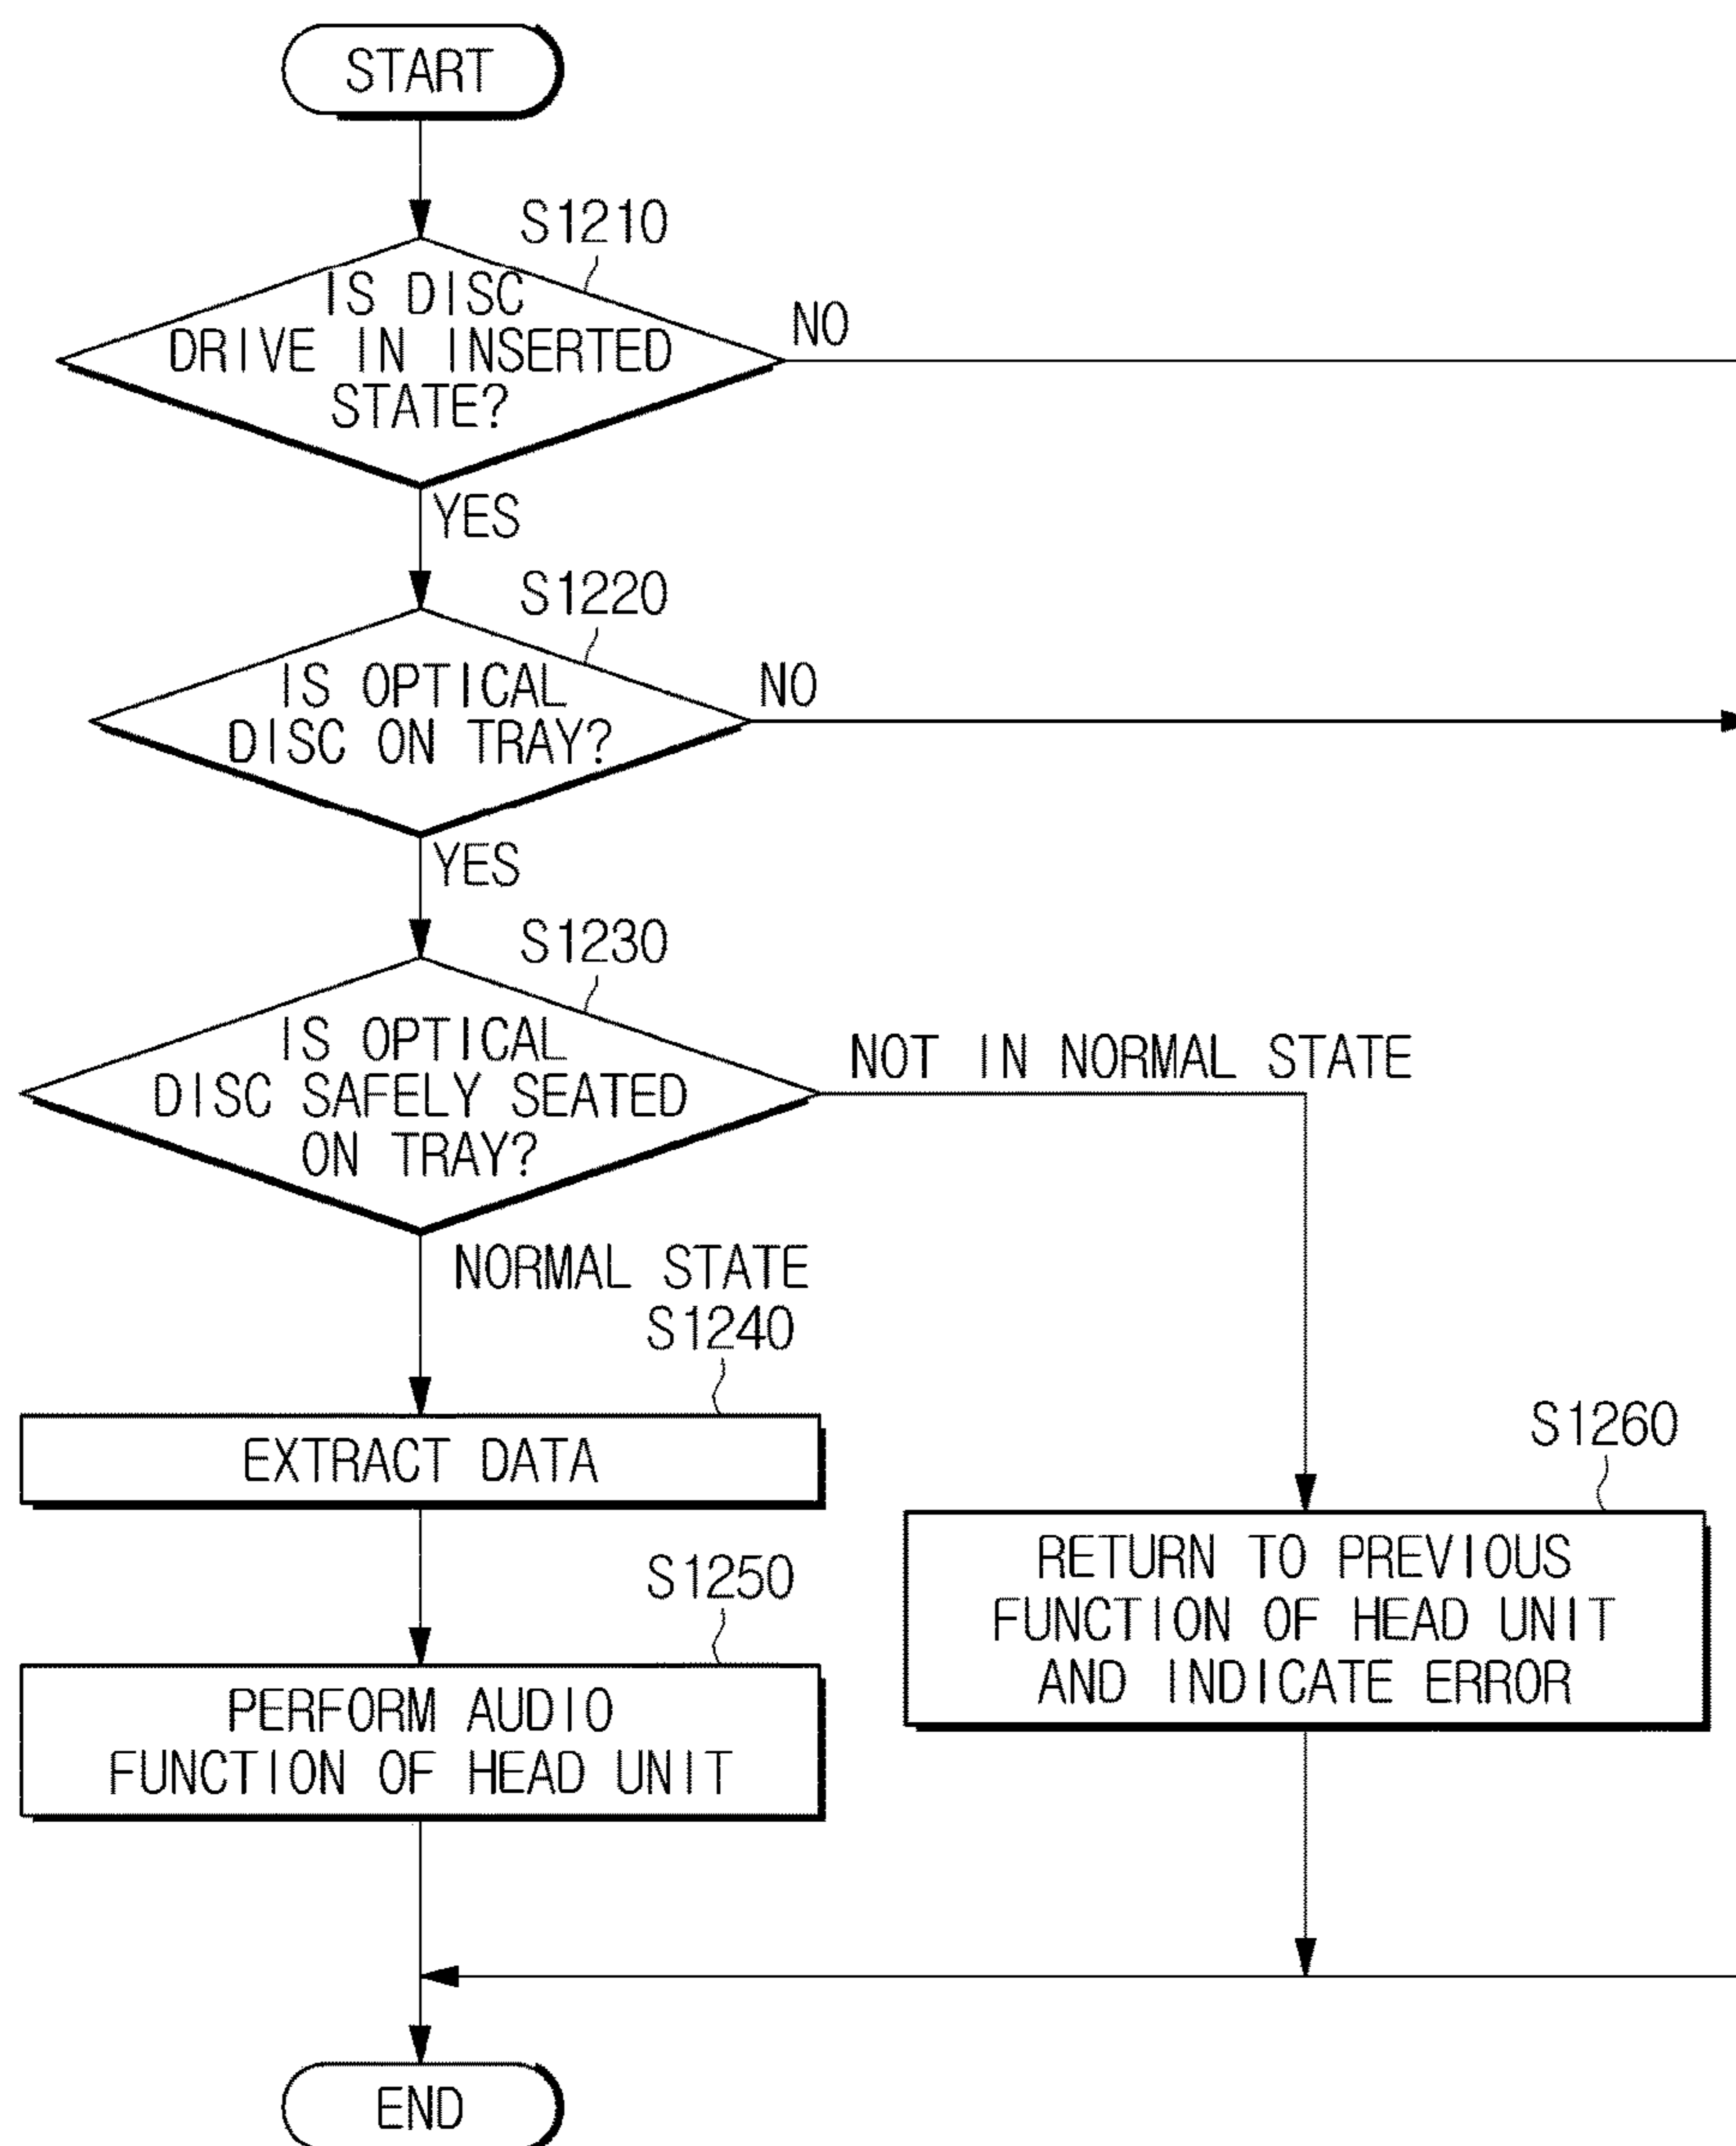 START
S1210
IS DISC
DRIVE IN INSERTED
STATE?
NO
YES
S1220
IS OPTICAL
DISC ON TRAY?
NO
YES
S1230
IS OPTICAL
DISC SAFELY SEATED
ON TRAY?
NOT IN NORMAL STATE
NORMAL STATE
S1240
EXTRACT DATA
S1260
RETURN TO PREVIOUS
FUNCTION OF HEAD UNIT
AND INDICATE ERROR
S1250
PERFORM AUDIO
FUNCTION OF HEAD UNIT
END